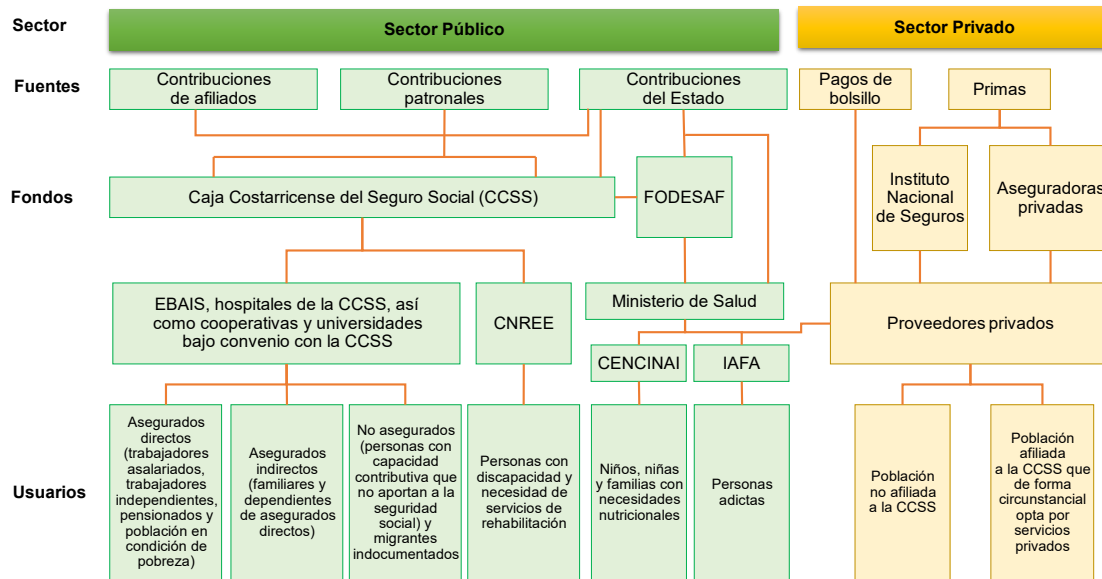 Sector
Sector Público
Sector Privado
Fuentes
Contribuciones
de afiliados
Contribuciones
patronales
Contribuciones
del Estado
Pagos de
bolsillo
Primas
Fondos
Caja Costarricense del Seguro Social (CCSS)
FODESAF
Instituto
Nacional
de Seguros
Aseguradoras
privadas
EBAIS, hospitales de la CCSS, así
como cooperativas y universidades
bajo convenio con la CCSS
CNREE
Ministerio de Salud
Proveedores privados
CENCINAI
IAFA
Usuarios
Asegurados
directos
(trabajadores
asalariados,
trabajadores
independientes,
pensionados y
población en
condición de
pobreza)
Asegurados
indirectos
(familiares y
dependientes
de asegurados
directos)
No asegurados
(personas con
capacidad
contributiva que
no aportan a la
seguridad
social) y
migrantes
indocumentados
Personas con
discapacidad y
necesidad de
servicios de
rehabilitación
Niños, niñas
y familias con
necesidades
nutricionales
Personas
adictas
Población
no afiliada
a la CCSS
Población
afiliada
a la CCSS que
de forma
circunstancial
opta por
servicios
privados